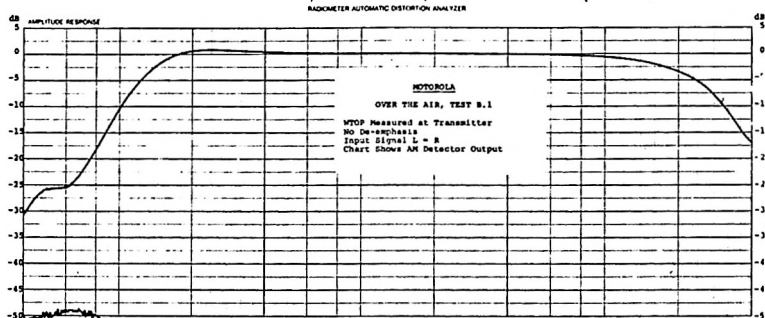 RADIOMETER AUTOMATIC DISTORTION ANALYZER
dB AMPLITUDE RESPONSE dB
5 5
0 0
-5
-10
-15
-20
-25
-30
-35
-40
-45
-50
MOTOROLA
OVER THE AIR, TEST B.1
WTOP Measured at Transmitter
No De-emphasis
Input Signal L = R
Chart Shows AM Detector Output